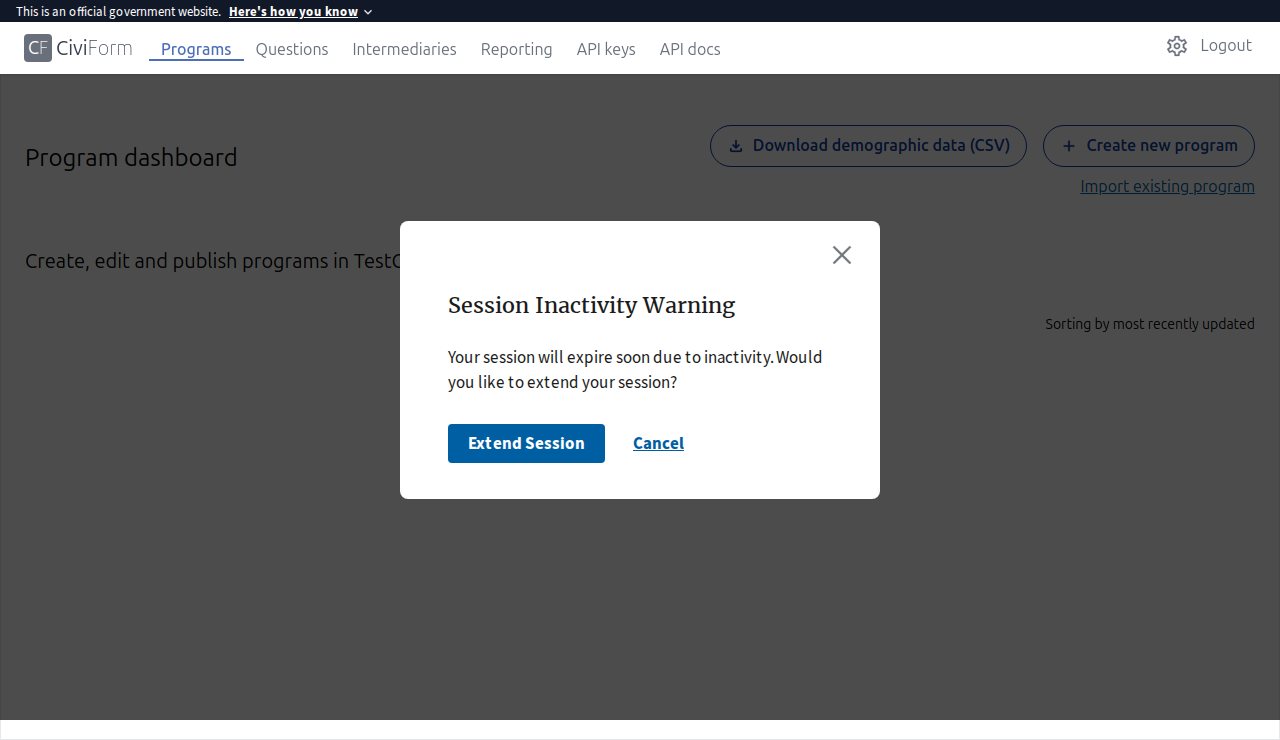 This is an official government website. Here's how you know
CF CiviForm Programs Questions Intermediaries Reporting API keys API docs Logout
Program dashboard
Download demographic data (CSV) Create new program
Import existing program
Create, edit and publish programs in Test
Sorting by most recently updated
Session Inactivity Warning
Your session will expire soon due to inactivity. Would
you like to extend your session?
Extend Session Cancel